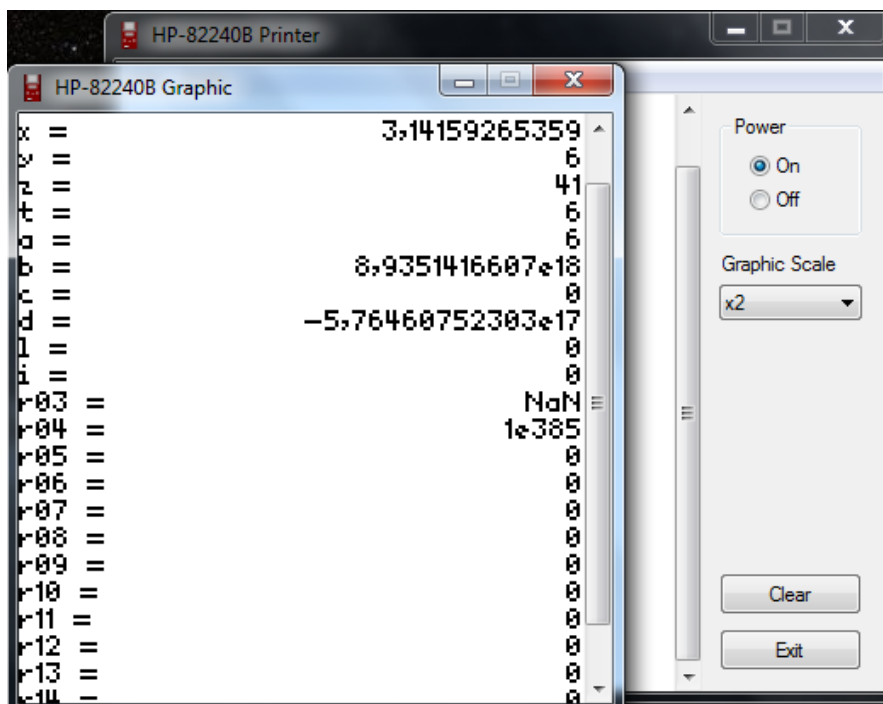 HP-82240B Printer
HP-82240B Graphic
x = 3,14159265359
y = 6
z = 41
t = 6
a = 6
b = 8,9351416607e18
c = 0
d = -5,76460752303e17
l = 0
i = 0
r03 = NaN
r04 = 1e385
r05 = 0
r06 = 0
r07 = 0
r08 = 0
r09 = 0
r10 = 0
r11 = 0
r12 = 0
r13 = 0
r14 = 0
Power
On
Off
Graphic Scale
x2
Clear
Exit